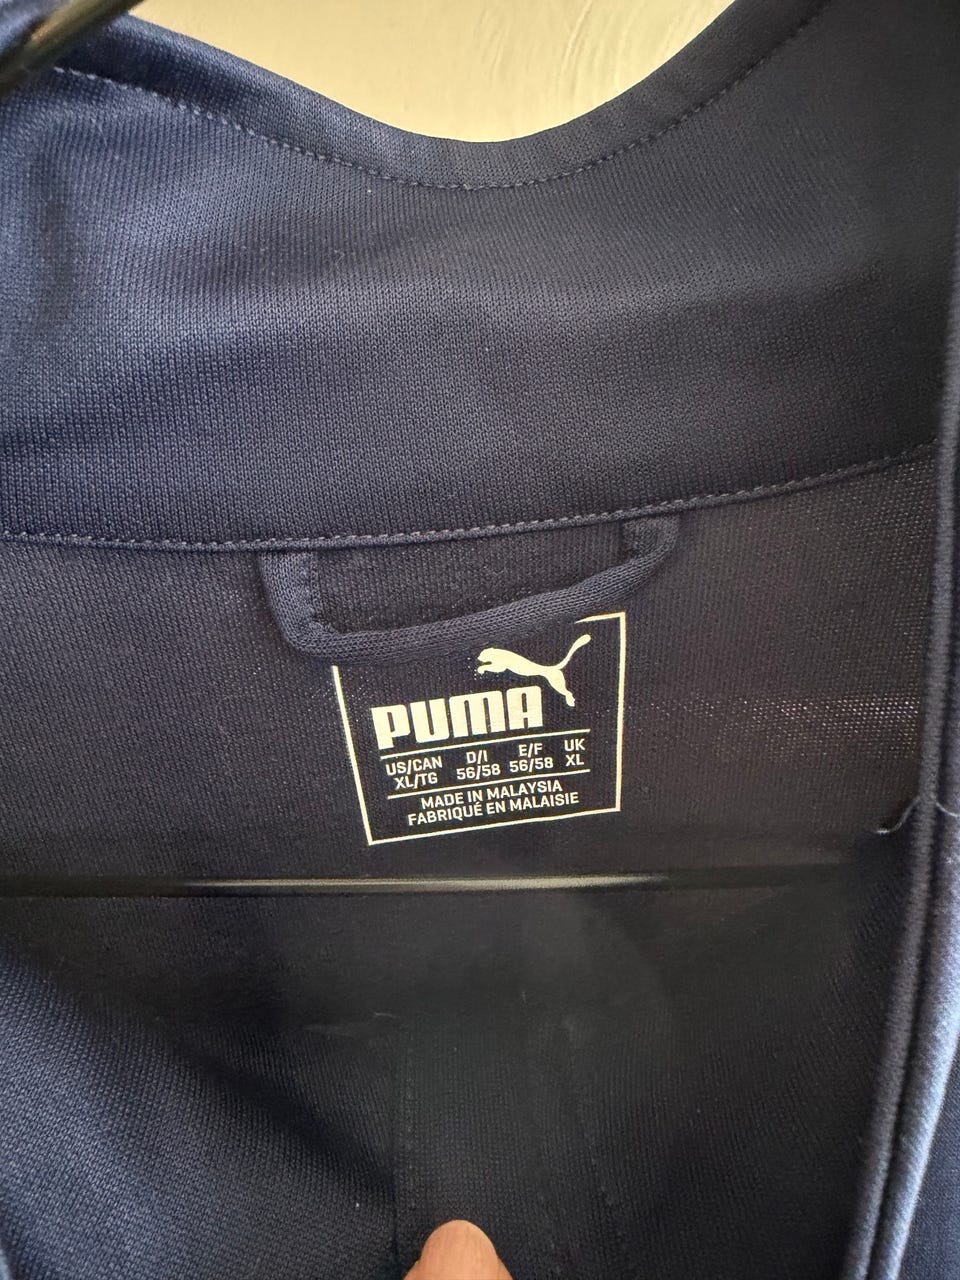 PUMA
US/CAN D/I E/F UK
XL/TG 56/58 56/58 XL
MADE IN MALAYSIA
FABRIQUÉ EN MALAISIE